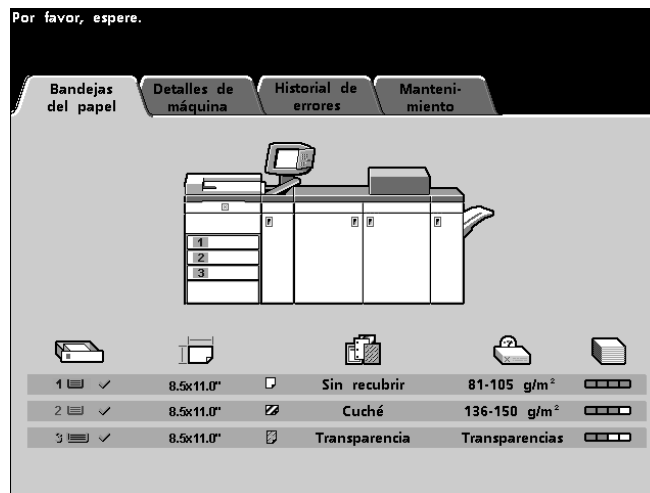 Por favor, espere.
Bandejas del papel
Detalles de máquina
Historial de errores
Manteni-
miento
1
2
3
1 8.5x11.0" Sin recubrir 81-105 g/m²
2 8.5x11.0" Cuché 136-150 g/m²
3 8.5x11.0" Transparencia Transparencias